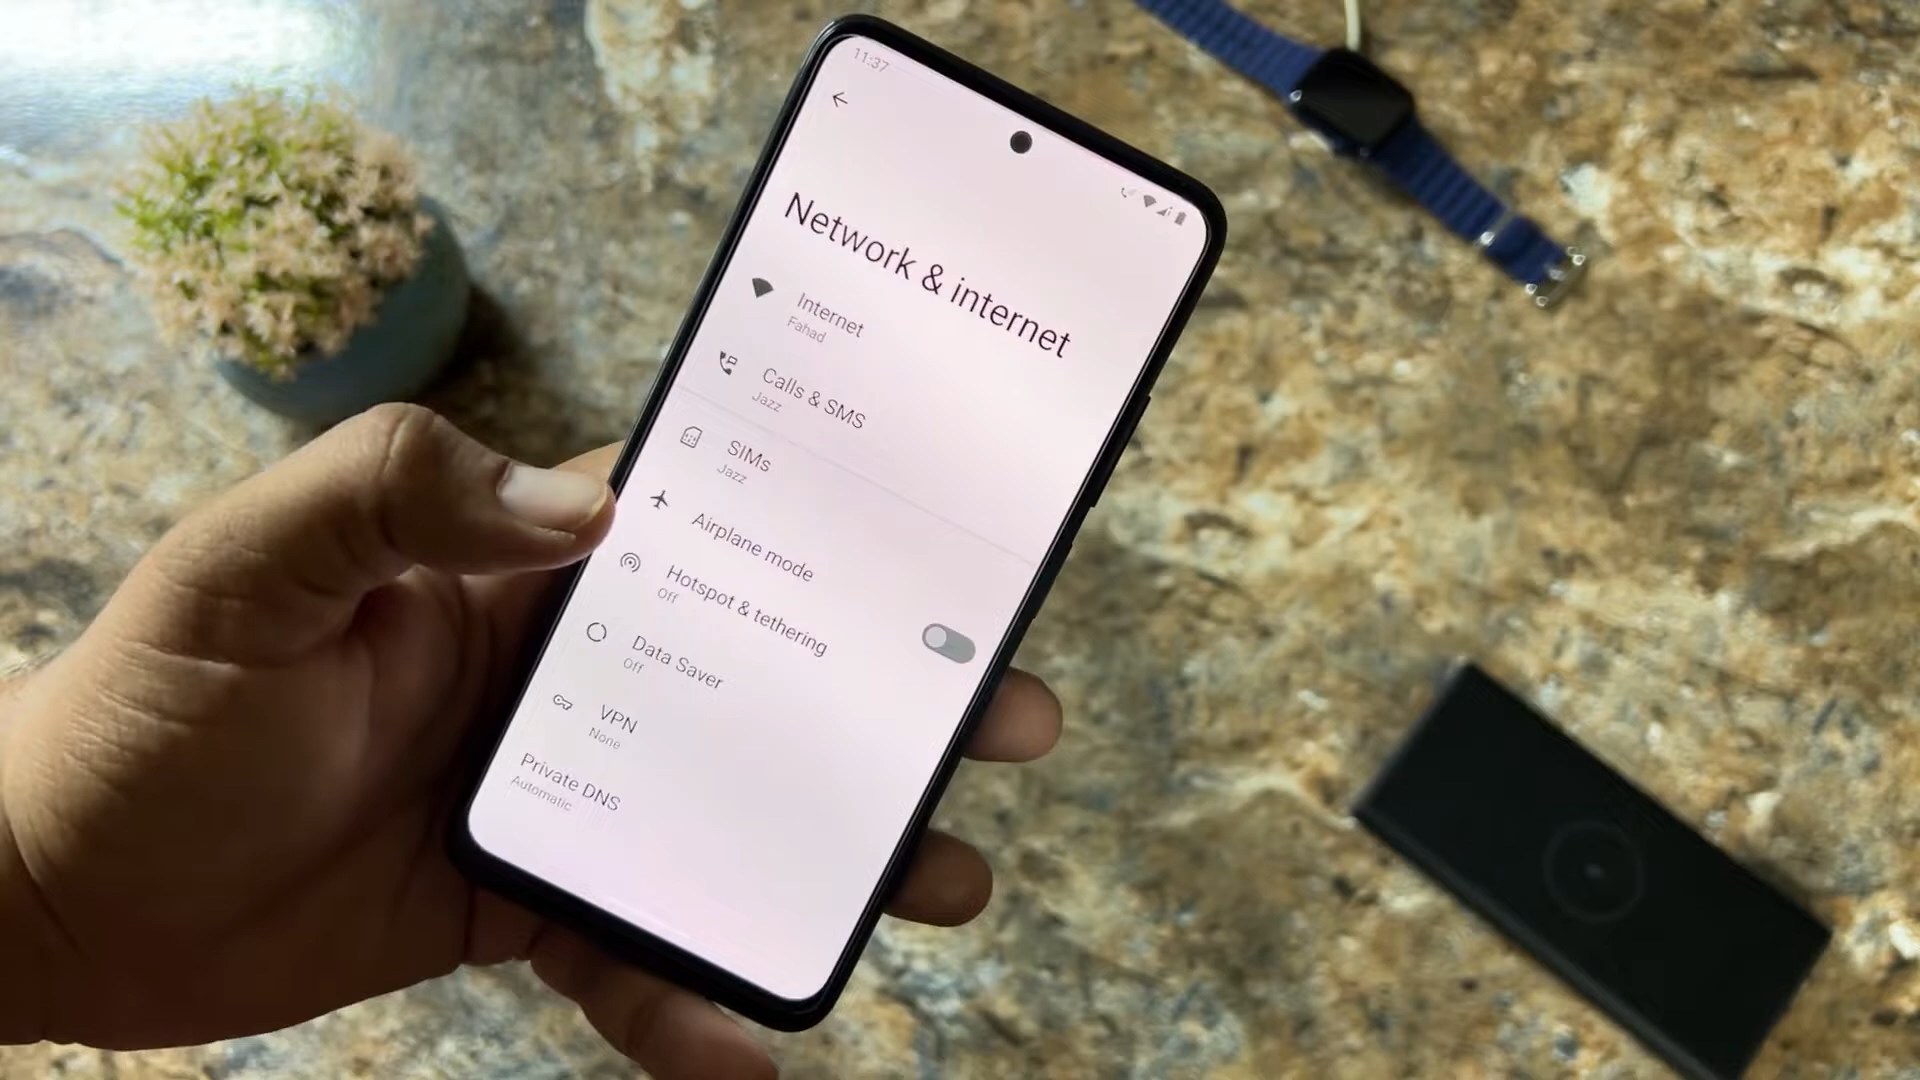 11:37
Network & internet
Internet
Fahad
Calls & SMS
Jazz
SIMs
Jazz
Airplane mode
Hotspot & tethering
Off
Data Saver
Off
VPN
None
Private DNS
Automatic